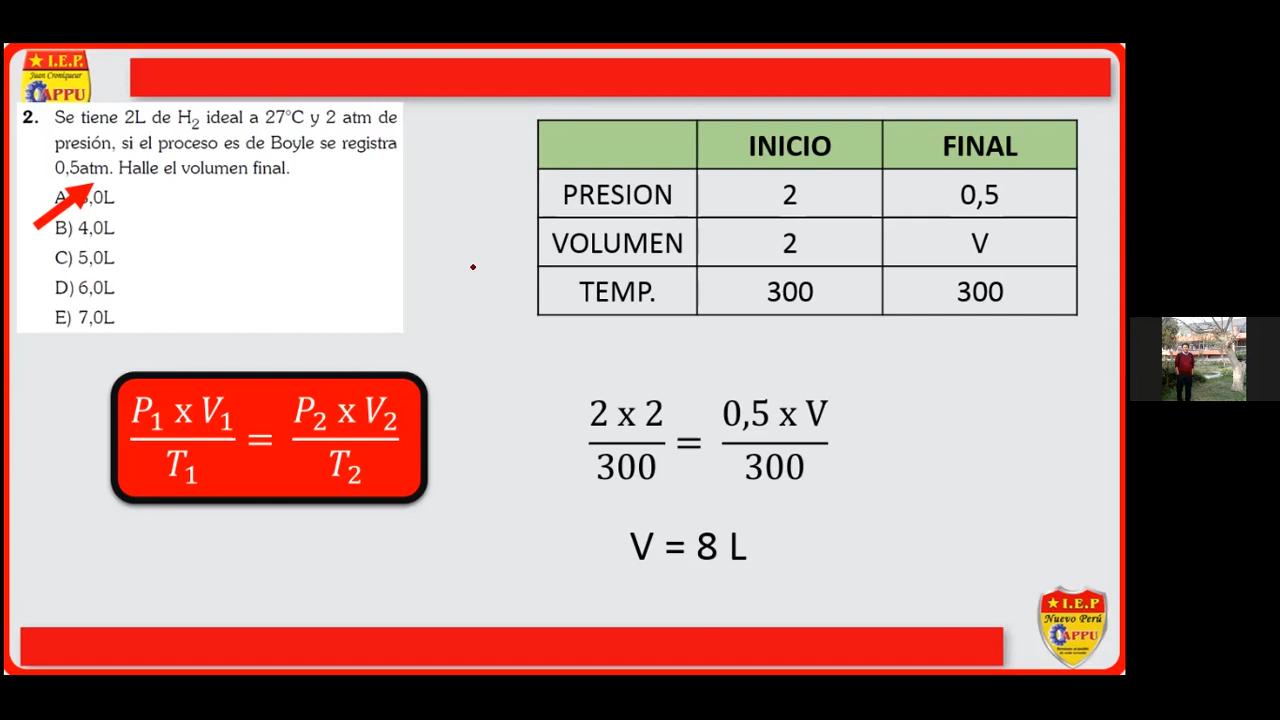 ★ I.E.P.
Juan Croniqueur
APPU
2. Se tiene 2L de H₂ ideal a 27°C y 2 atm de
presión, si el proceso es de Boyle se registra
0,5atm. Halle el volumen final.
,0L
B) 4,0L
C) 5,0L
D) 6,0L
E) 7,0L
INICIO FINAL
PRESION 2 0,5
VOLUMEN 2 V
TEMP. 300 300
P₁ x V₁ / T₁ = P₂ x V₂ / T₂
2 x 2 / 300 = 0,5 x V / 300
V = 8 L
★ I.E.P
Nuevo Perú
APPU